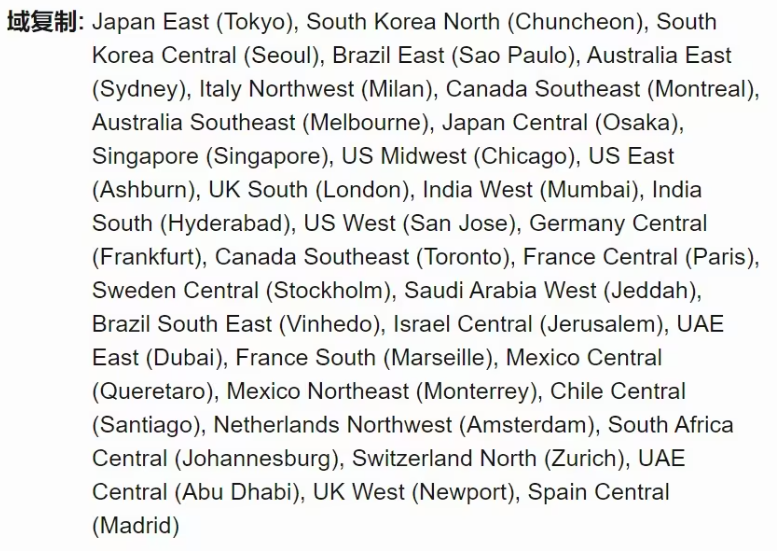 域复制: Japan East (Tokyo), South Korea North (Chuncheon), South
Korea Central (Seoul), Brazil East (Sao Paulo), Australia East
(Sydney), Italy Northwest (Milan), Canada Southeast (Montreal),
Australia Southeast (Melbourne), Japan Central (Osaka),
Singapore (Singapore), US Midwest (Chicago), US East
(Ashburn), UK South (London), India West (Mumbai), India
South (Hyderabad), US West (San Jose), Germany Central
(Frankfurt), Canada Southeast (Toronto), France Central (Paris),
Sweden Central (Stockholm), Saudi Arabia West (Jeddah),
Brazil South East (Vinhedo), Israel Central (Jerusalem), UAE
East (Dubai), France South (Marseille), Mexico Central
(Queretaro), Mexico Northeast (Monterrey), Chile Central
(Santiago), Netherlands Northwest (Amsterdam), South Africa
Central (Johannesburg), Switzerland North (Zurich), UAE
Central (Abu Dhabi), UK West (Newport), Spain Central
(Madrid)